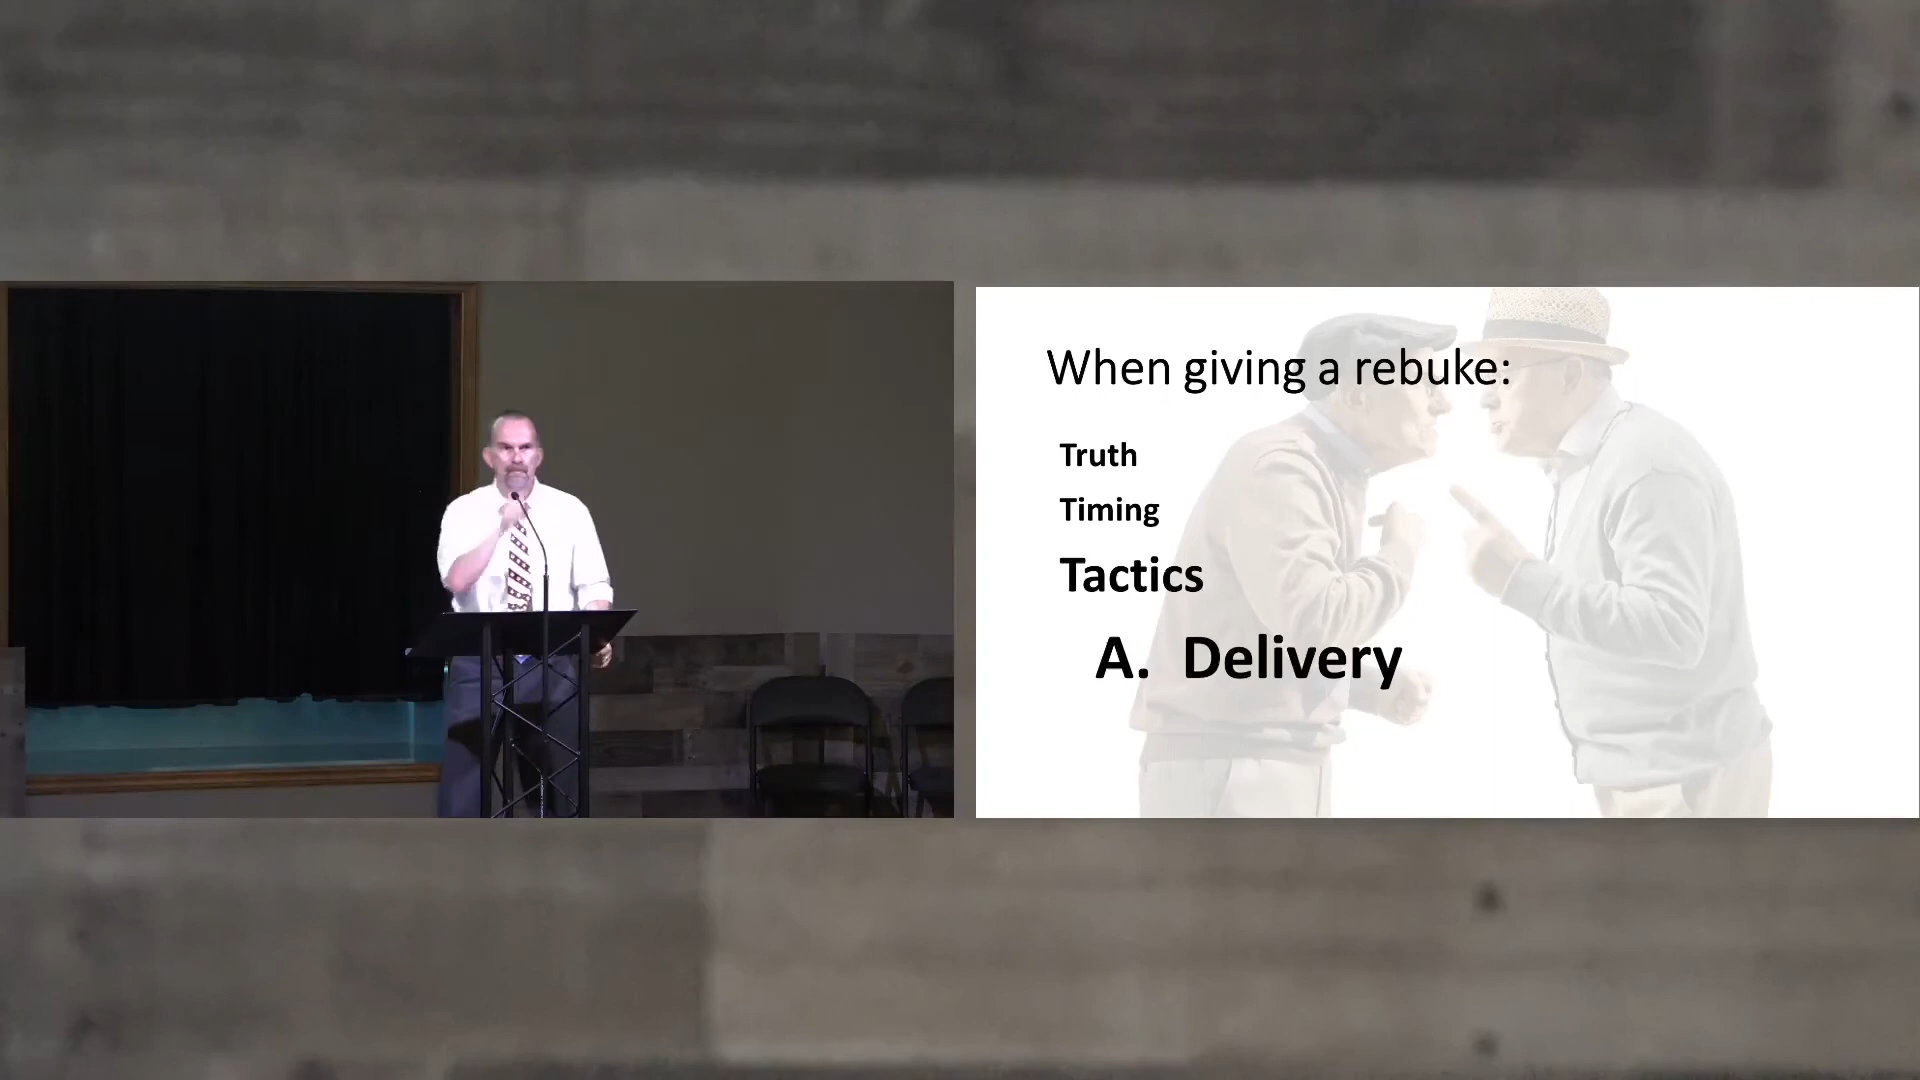 When giving a rebuke:
Truth
Timing
Tactics
A. Delivery